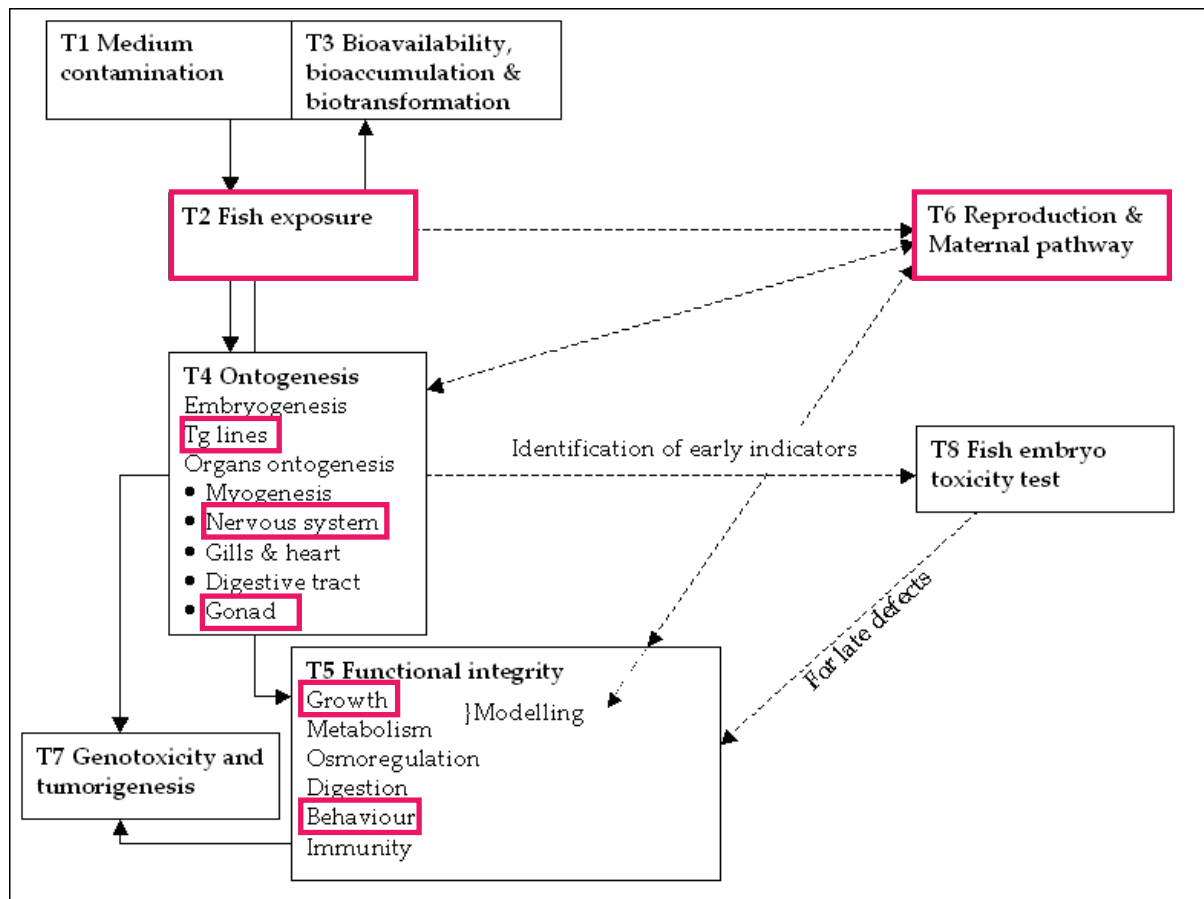 T1 Medium
contamination
T3 Bioavailability,
bioaccumulation &
biotransformation
T2 Fish exposure
T6 Reproduction &
Maternal pathway
T4 Ontogenesis
Embryogenesis
Tg lines
Organs ontogenesis
• Myogenesis
• Nervous system
• Gills & heart
• Digestive tract
• Gonad
Identification of early indicators
T8 Fish embryo
toxicity test
For late defects
T5 Functional integrity
Growth
}Modelling
Metabolism
Osmoregulation
Digestion
Behaviour
Immunity
T7 Genotoxicity and
tumorigenesis